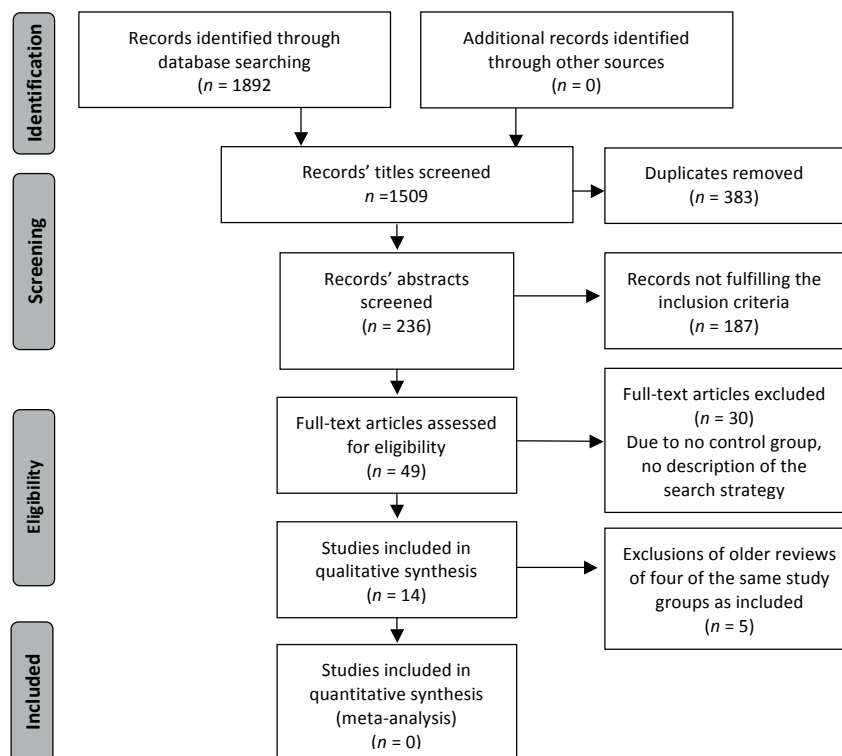 Identification
Records identified through
database searching
(n = 1892
Additional records identified
through other sources
(n = 0)
Screening
Records’ titles screened
n =1509
Duplicates removed
(n = 383)
Records’ abstracts
screened
(n = 236)
Records not fulfilling the
inclusion criteria
(n = 187)
Eligibility
Full-text articles assessed
for eligibility
(n = 49)
Full-text articles excluded
(n = 30)
Due to no control group,
no description of the
search strategy
Studies included in
qualitative synthesis
(n = 14)
Exclusions of older reviews
of four of the same study
groups as included
(n = 5)
Included
Studies included in
quantitative synthesis
(meta-analysis)
(n = 0)